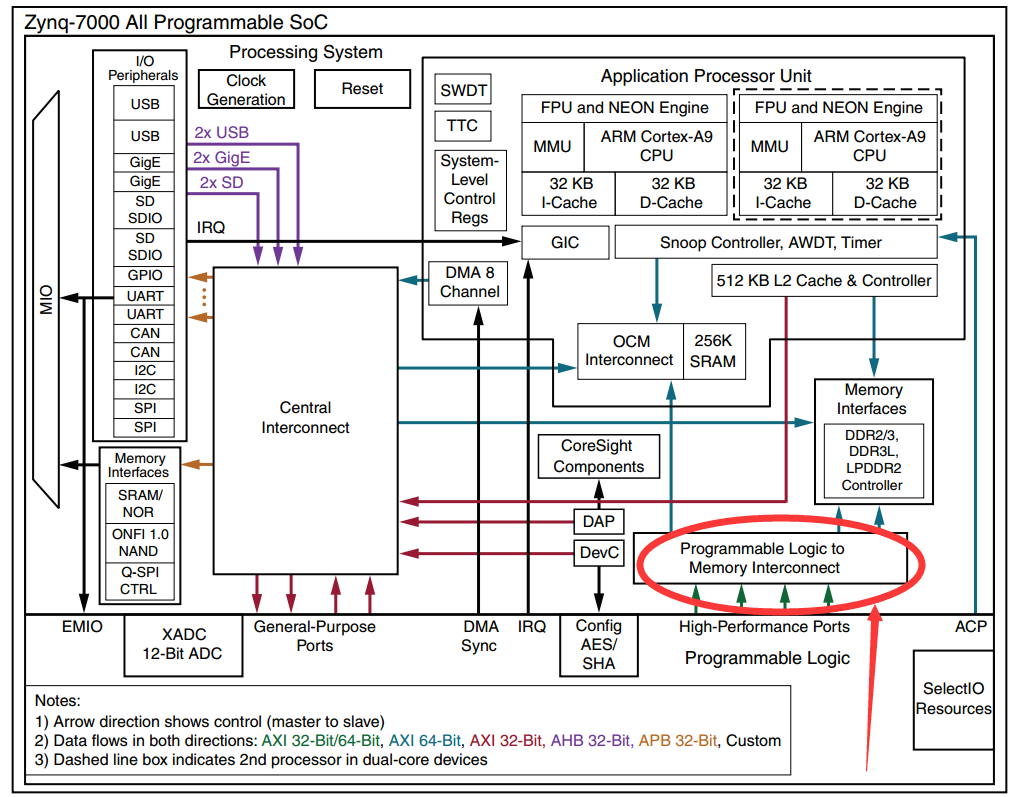 Zynq-7000 All Programmable SoC
Processing System
I/O
Peripherals
USB
USB
GigE
GigE
SD
SDIO
SD
SDIO
GPIO
UART
UART
CAN
CAN
I2C
I2C
SPI
SPI
MIO
Clock
Generation
Reset
2x USB
2x GigE
2x SD
IRQ
Application Processor Unit
SWDT
TTC
System-
Level
Control
Regs
FPU and NEON Engine
MMU
ARM Cortex-A9
CPU
32 KB
I-Cache
32 KB
D-Cache
FPU and NEON Engine
MMU
ARM Cortex-A9
CPU
32 KB
I-Cache
32 KB
D-Cache
GIC
Snoop Controller, AWDT, Timer
DMA 8
Channel
512 KB L2 Cache & Controller
OCM
Interconnect
256K
SRAM
Central
Interconnect
Memory
Interfaces
DDR2/3,
DDR3L,
LPDDR2
Controller
CoreSight
Components
Memory
Interfaces
SRAM/
NOR
ONFI 1.0
NAND
Q-SPI
CTRL
DAP
DevC
Programmable Logic to
Memory Interconnect
EMIO
XADC
12-Bit ADC
General-Purpose
Ports
DMA
Sync
IRQ
Config
AES/
SHA
High-Performance Ports
ACP
Programmable Logic
SelectIO
Resources
Notes:
1) Arrow direction shows control (master to slave)
2) Data flows in both directions: AXI 32-Bit/64-Bit, AXI 64-Bit, AXI 32-Bit, AHB 32-Bit, APB 32-Bit, Custom
3) Dashed line box indicates 2nd processor in dual-core devices